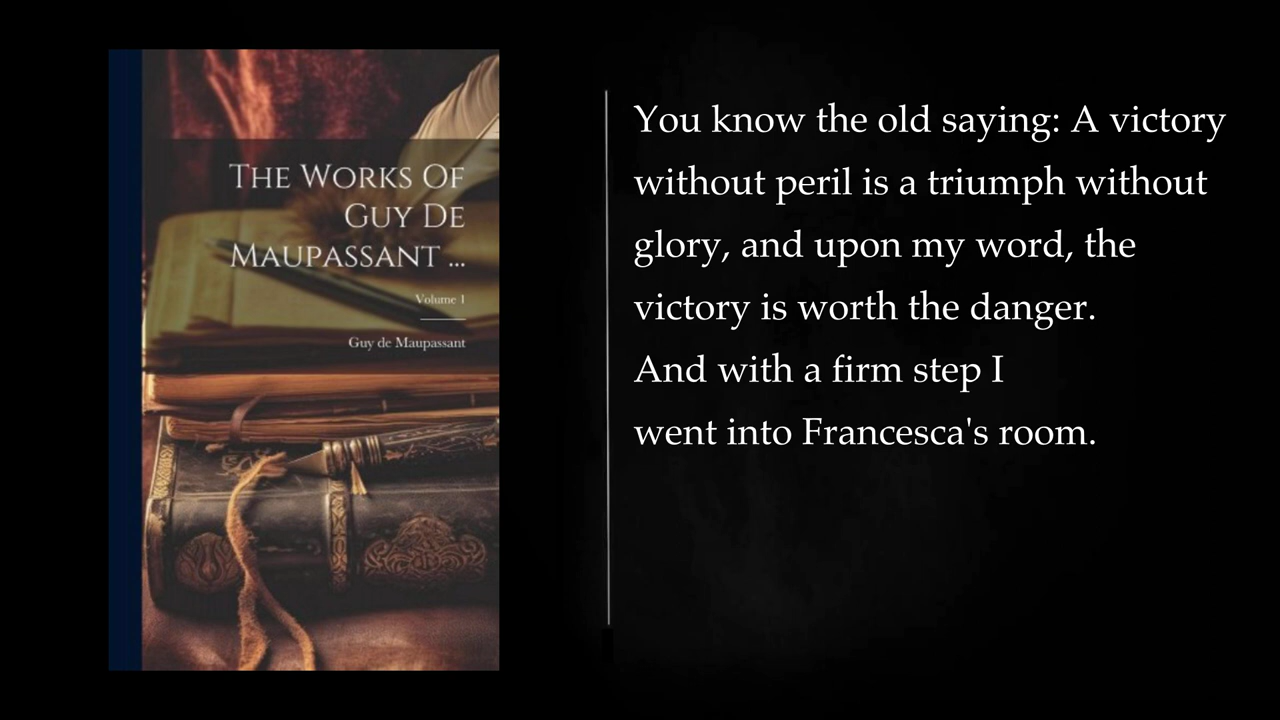 The Works Of
Guy De
Maupassant ...
Volume 1
Guy de Maupassant
You know the old saying: A victory
without peril is a triumph without
glory, and upon my word, the
victory is worth the danger.
And with a firm step I
went into Francesca's room.